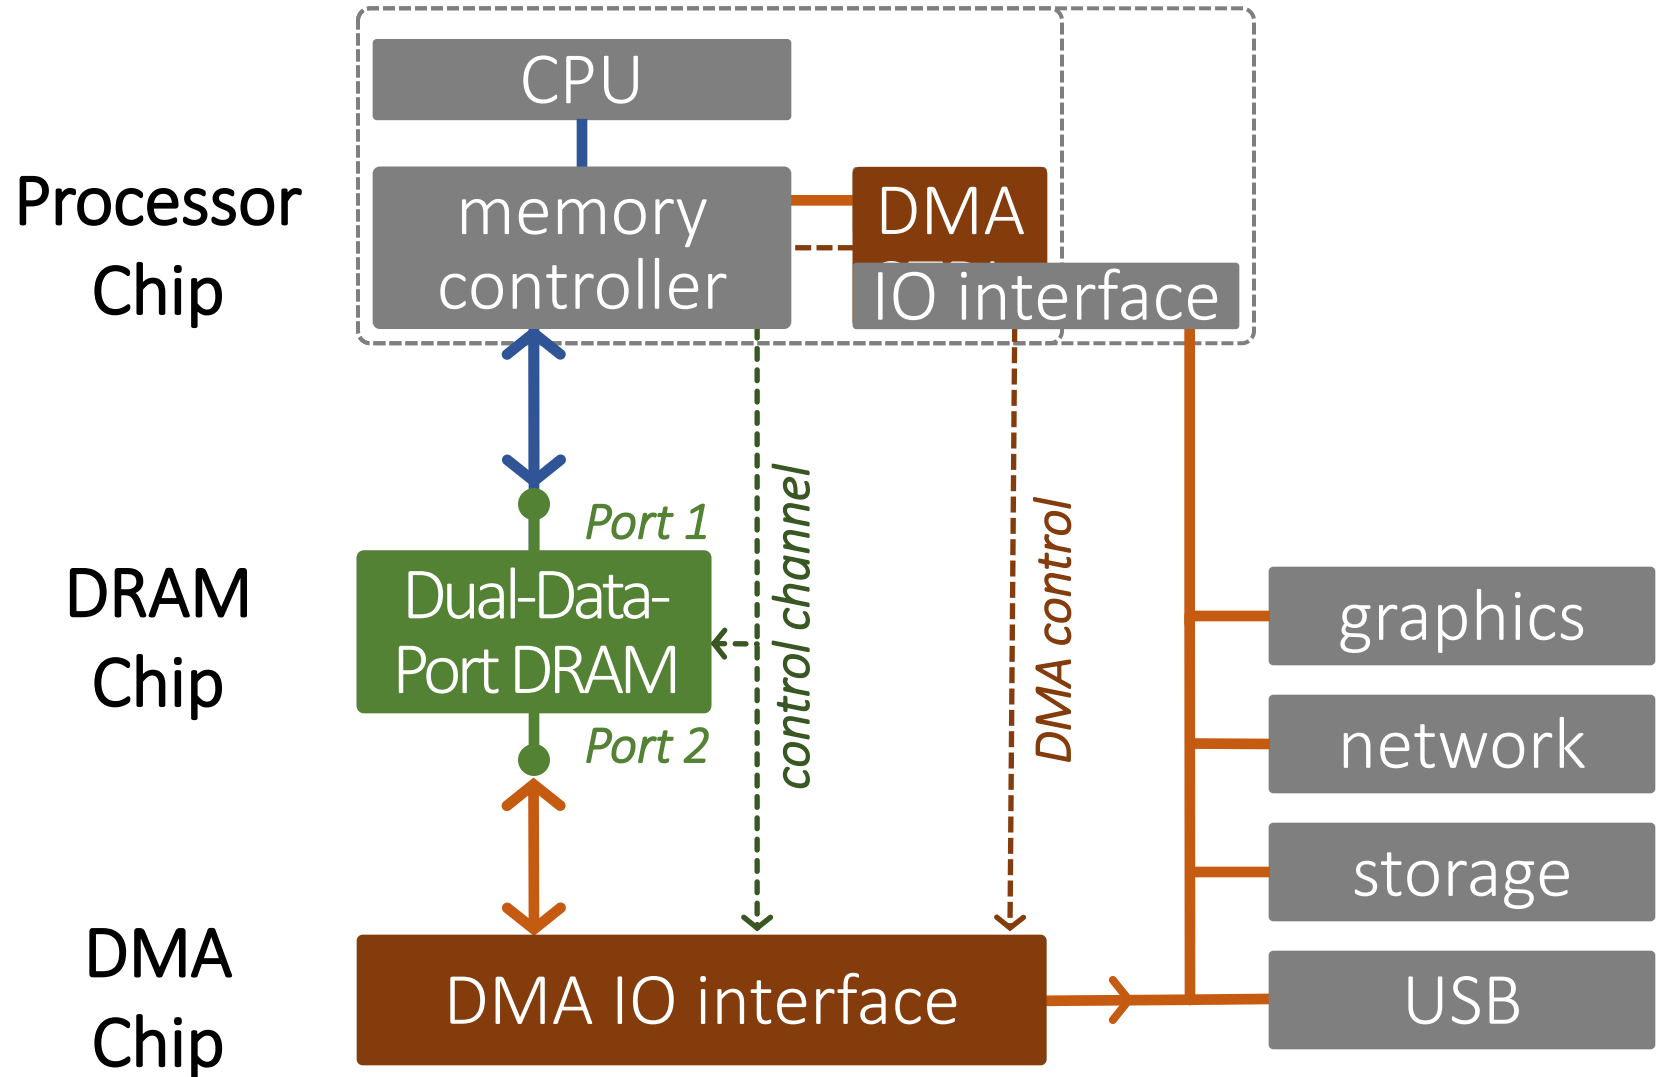 CPU
Processor
Chip
memory
controller
DMA
IO interface
Port 1
control channel
DMA control
DRAM
Chip
Dual-Data-
Port DRAM
Port 2
graphics
network
storage
USB
DMA
Chip
DMA IO interface